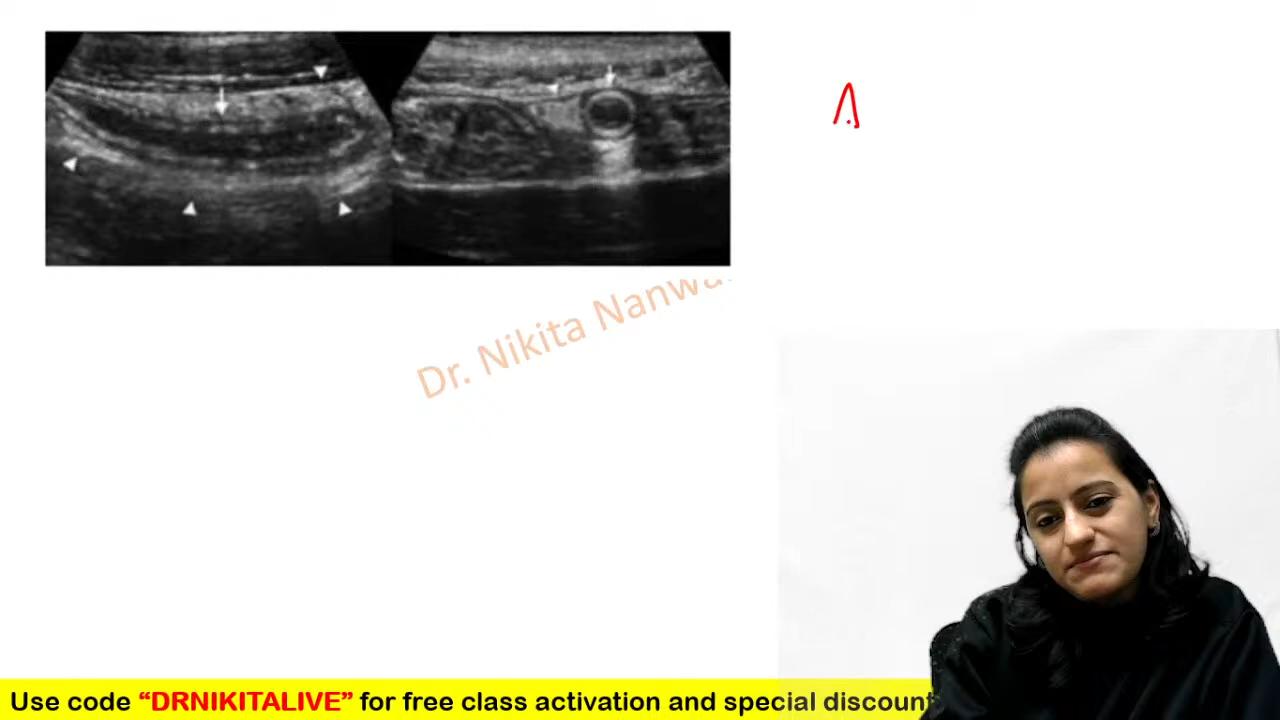 A
Dr. Nikita Nanwa
Use code “DRNIKITALIVE” for free class activation and special discount